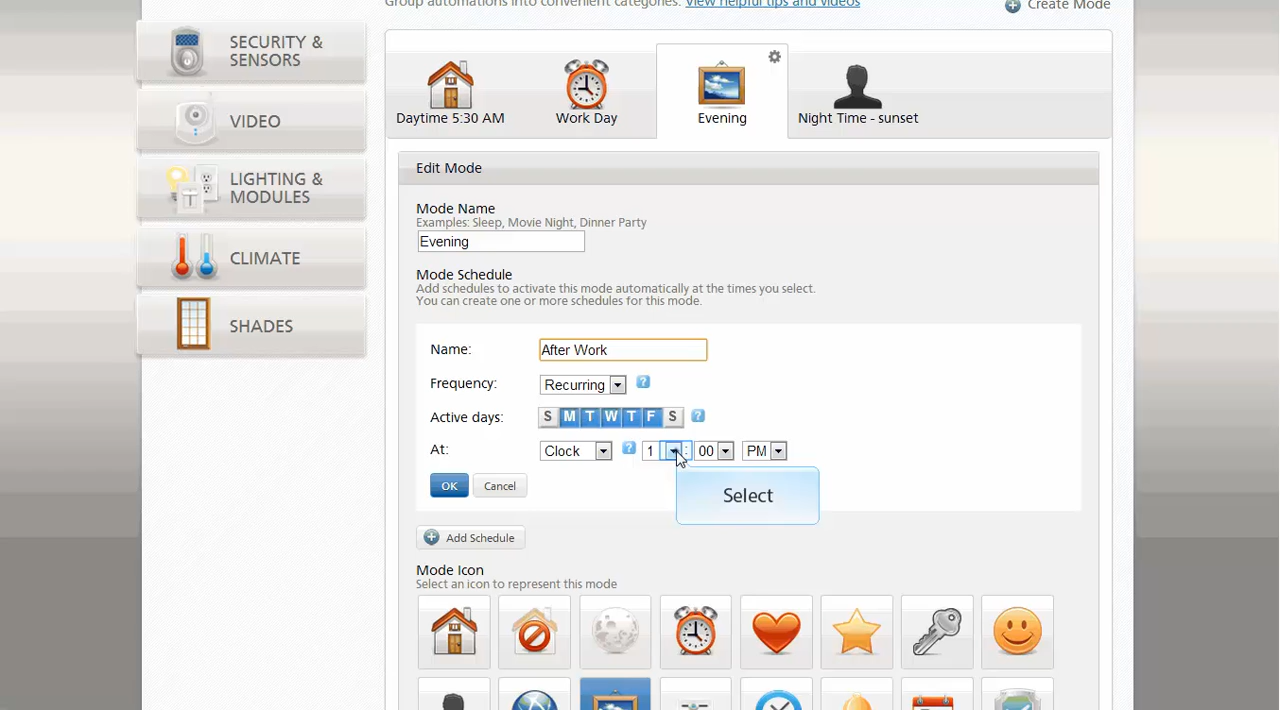 Group automations into convenient categories. View helpful tips and videos
Create Mode
SECURITY &
SENSORS
VIDEO
LIGHTING &
MODULES
CLIMATE
SHADES
Daytime 5:30 AM
Work Day
Evening
Night Time - sunset
Edit Mode
Mode Name
Examples: Sleep, Movie Night, Dinner Party
Evening
Mode Schedule
Add schedules to activate this mode automatically at the times you select.
You can create one or more schedules for this mode.
Name: After Work
Frequency: Recurring ?
Active days: S M T W T F S ?
At: Clock ? 1 : 00 PM
OK Cancel
Select
Add Schedule
Mode Icon
Select an icon to represent this mode